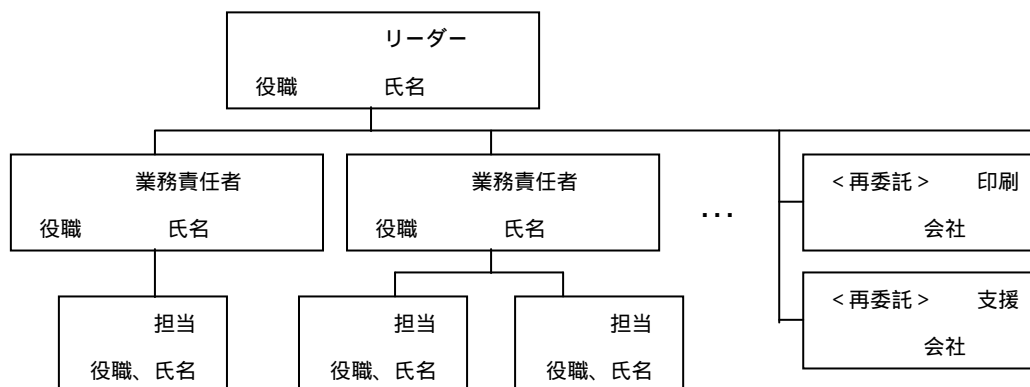 リーダー
役職 氏名
業務責任者
役職 氏名
業務責任者
役職 氏名
...
＜再委託＞ 印刷
会社
担当
役職、氏名
担当
役職、氏名
担当
役職、氏名
＜再委託＞ 支援
会社